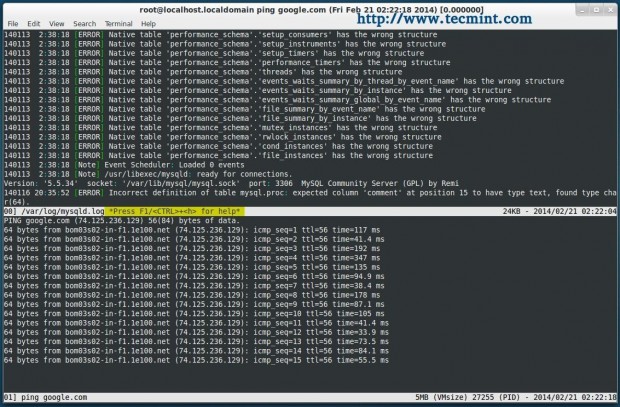 root@localhost.localdomain ping google.com (Fri Feb 21 02:22:18 2014) [0.000000]
http://www.tecmint.com
File Edit View Search Terminal Help
140113  2:38:18 [ERROR] Native table 'performance_schema'.'setup_consumers' has the wrong structure
140113  2:38:18 [ERROR] Native table 'performance_schema'.'setup_instruments' has the wrong structure
140113  2:38:18 [ERROR] Native table 'performance_schema'.'setup_timers' has the wrong structure
140113  2:38:18 [ERROR] Native table 'performance_schema'.'performance_timers' has the wrong structure
140113  2:38:18 [ERROR] Native table 'performance_schema'.'threads' has the wrong structure
140113  2:38:18 [ERROR] Native table 'performance_schema'.'events_waits_summary_by_thread_by_event_name' has the wrong structure
140113  2:38:18 [ERROR] Native table 'performance_schema'.'events_waits_summary_by_instance' has the wrong structure
140113  2:38:18 [ERROR] Native table 'performance_schema'.'events_waits_summary_global_by_event_name' has the wrong structure
140113  2:38:18 [ERROR] Native table 'performance_schema'.'file_summary_by_event_name' has the wrong structure
140113  2:38:18 [ERROR] Native table 'performance_schema'.'file_summary_by_instance' has the wrong structure
140113  2:38:18 [ERROR] Native table 'performance_schema'.'mutex_instances' has the wrong structure
140113  2:38:18 [ERROR] Native table 'performance_schema'.'rwlock_instances' has the wrong structure
140113  2:38:18 [ERROR] Native table 'performance_schema'.'cond_instances' has the wrong structure
140113  2:38:18 [ERROR] Native table 'performance_schema'.'file_instances' has the wrong structure
140113  2:38:18 [Note] Event Scheduler: Loaded 0 events
140113  2:38:18 [Note] /usr/libexec/mysqld: ready for connections.
Version: '5.5.34'  socket: '/var/lib/mysql/mysql.sock'  port: 3306  MySQL Community Server (GPL) by Remi
140116 20:35:52 [ERROR] Incorrect definition of table mysql.proc: expected column 'comment' at position 15 to have type text, found type cha
r(64).
00] /var/log/mysqld.log *Press F1/<CTRL>+<h> for help* 24KB - 2014/02/21 02:22:04
PING google.com (74.125.236.129) 56(84) bytes of data.
64 bytes from bom03s02-in-f1.1e100.net (74.125.236.129): icmp_seq=1 ttl=56 time=117 ms
64 bytes from bom03s02-in-f1.1e100.net (74.125.236.129): icmp_seq=2 ttl=56 time=41.4 ms
64 bytes from bom03s02-in-f1.1e100.net (74.125.236.129): icmp_seq=3 ttl=56 time=192 ms
64 bytes from bom03s02-in-f1.1e100.net (74.125.236.129): icmp_seq=4 ttl=56 time=347 ms
64 bytes from bom03s02-in-f1.1e100.net (74.125.236.129): icmp_seq=5 ttl=56 time=135 ms
64 bytes from bom03s02-in-f1.1e100.net (74.125.236.129): icmp_seq=6 ttl=56 time=94.9 ms
64 bytes from bom03s02-in-f1.1e100.net (74.125.236.129): icmp_seq=7 ttl=56 time=38.4 ms
64 bytes from bom03s02-in-f1.1e100.net (74.125.236.129): icmp_seq=8 ttl=56 time=178 ms
64 bytes from bom03s02-in-f1.1e100.net (74.125.236.129): icmp_seq=9 ttl=56 time=87.1 ms
64 bytes from bom03s02-in-f1.1e100.net (74.125.236.129): icmp_seq=10 ttl=56 time=105 ms
64 bytes from bom03s02-in-f1.1e100.net (74.125.236.129): icmp_seq=11 ttl=56 time=41.4 ms
64 bytes from bom03s02-in-f1.1e100.net (74.125.236.129): icmp_seq=12 ttl=56 time=33.9 ms
64 bytes from bom03s02-in-f1.1e100.net (74.125.236.129): icmp_seq=13 ttl=56 time=73.5 ms
64 bytes from bom03s02-in-f1.1e100.net (74.125.236.129): icmp_seq=14 ttl=56 time=84.1 ms
64 bytes from bom03s02-in-f1.1e100.net (74.125.236.129): icmp_seq=15 ttl=56 time=55.5 ms
01] ping google.com 5MB (VMsize) 27255 (PID) - 2014/02/21 02:22:18